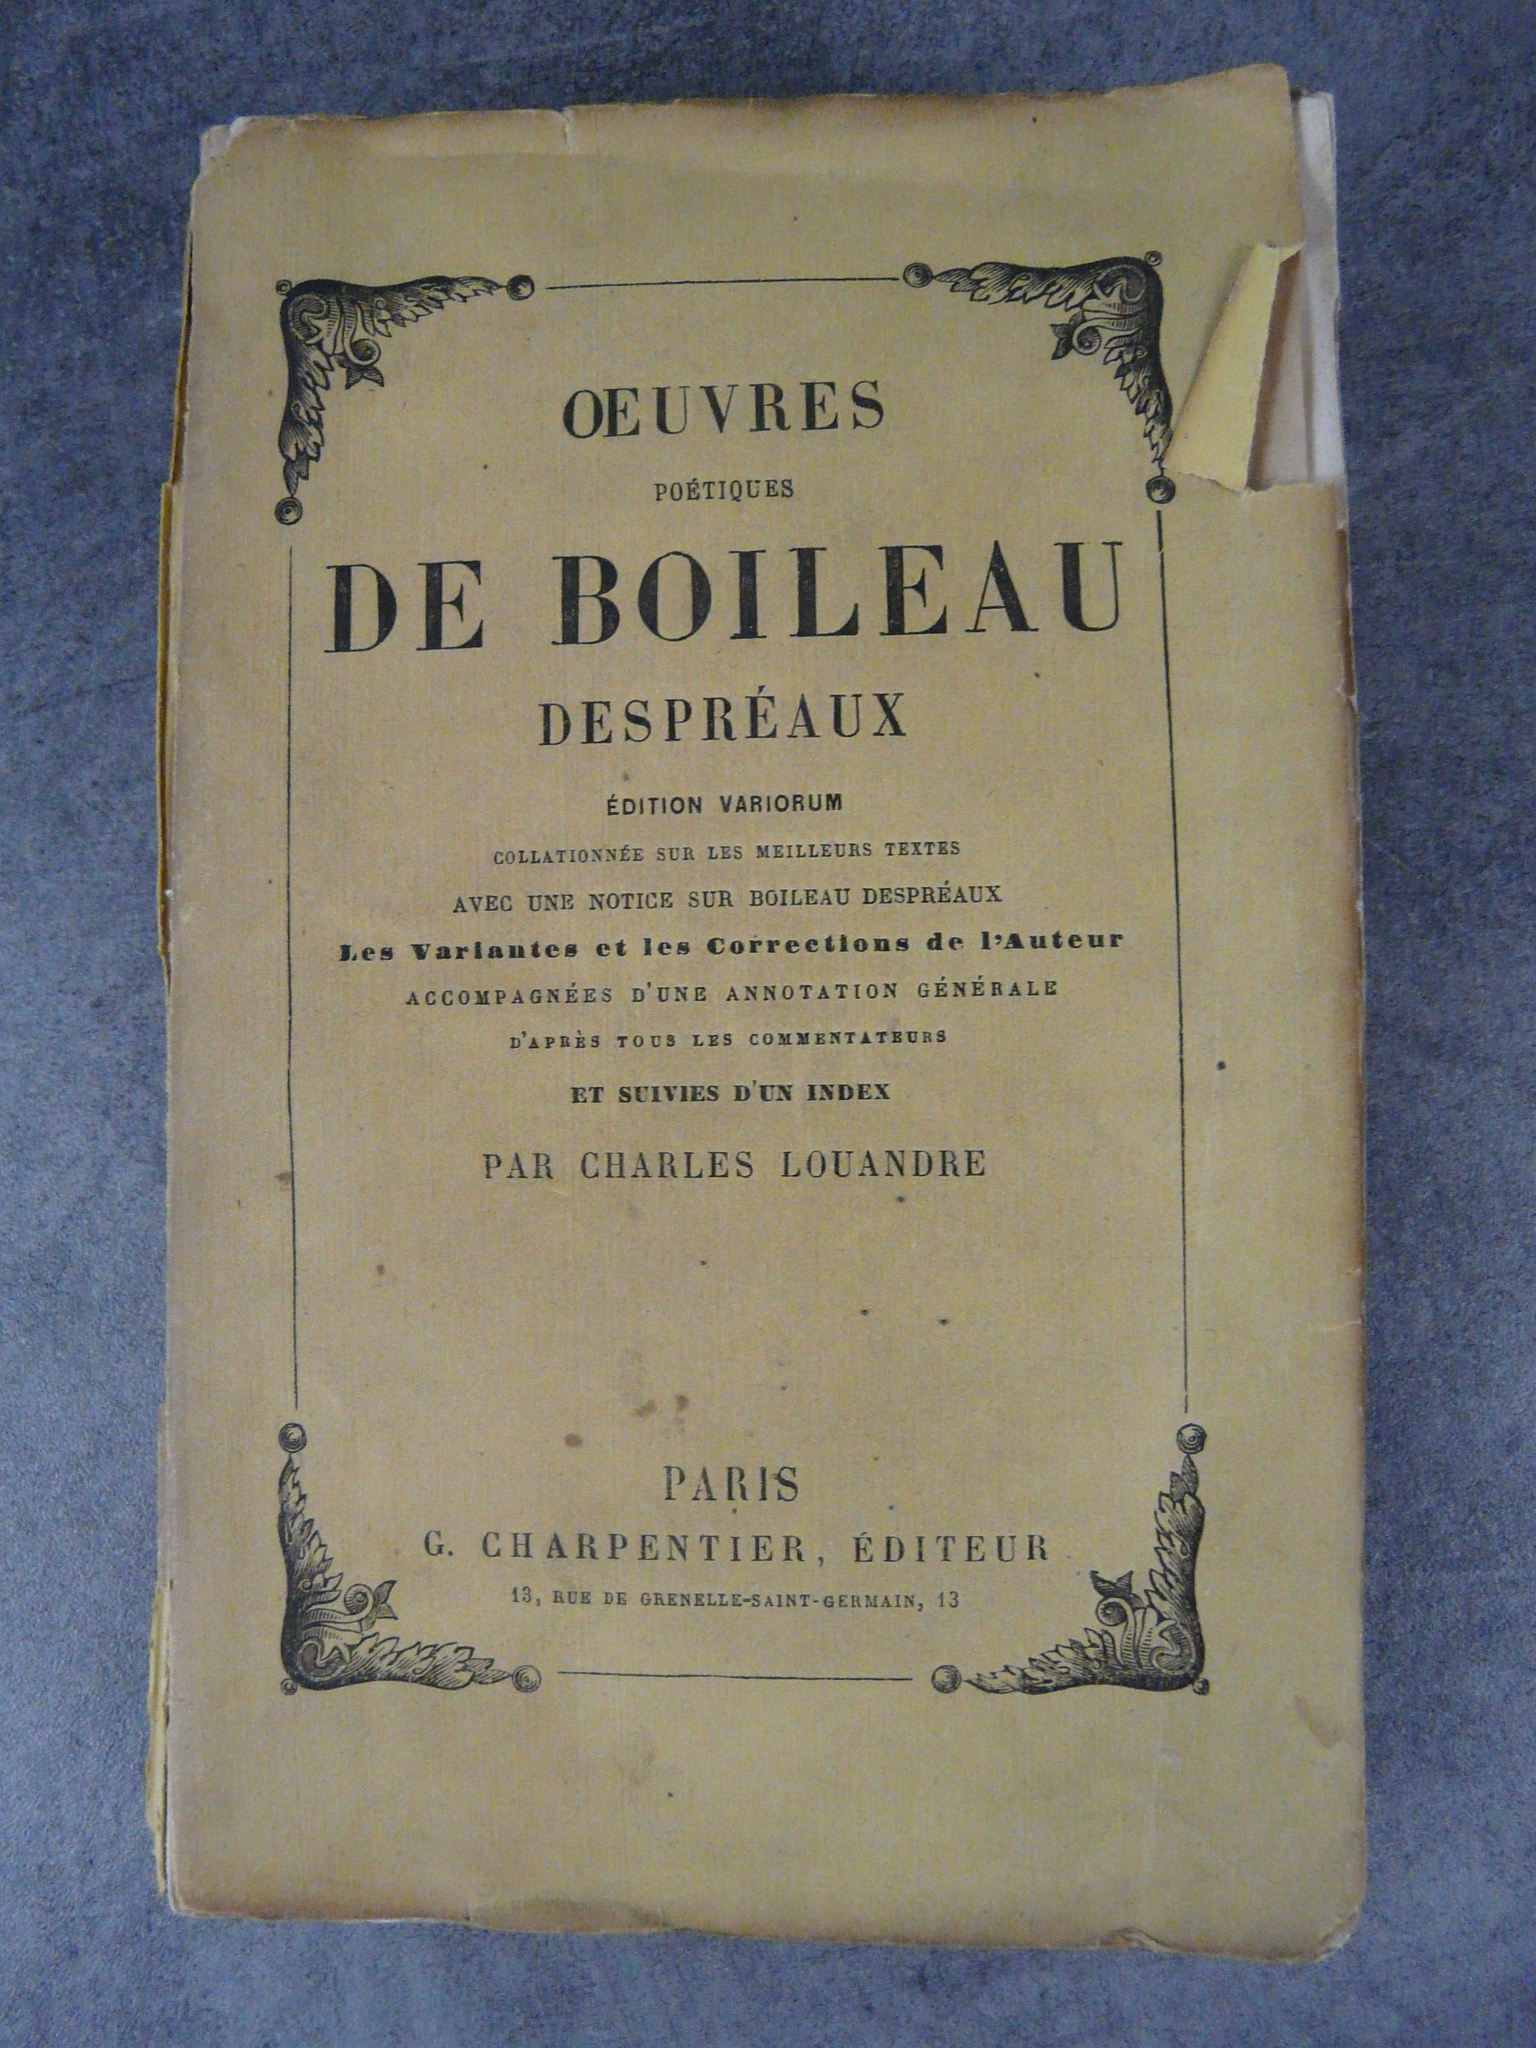 OEUVRES
POÉTIQUES
DE BOILEAU
DESPRÉAUX
ÉDITION VARIORUM
COLLATIONNÉE SUR LES MEILLEURS TEXTES
AVEC UNE NOTICE SUR BOILEAU DESPRÉAUX
Les Variantes et les Corrections de l'Auteur
ACCOMPAGNÉES D'UNE ANNOTATION GÉNÉRALE
D'APRÈS TOUS LES COMMENTATEURS
ET SUIVIES D'UN INDEX
PAR CHARLES LOUANDRE
PARIS
G. CHARPENTIER, ÉDITEUR
13, RUE DE GRENELLE-SAINT-GERMAIN, 13